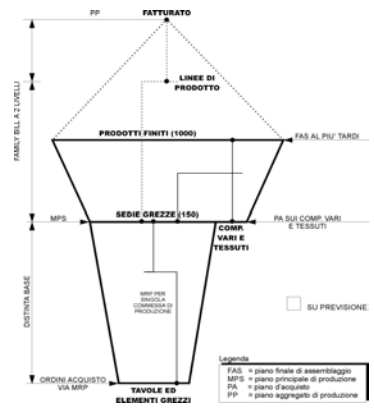 PP
FATTURATO
LINEE DI
PRODOTTO
FAMILY BILL A 2 LIVELLI
PRODOTTI FINITI (1000)
FAS AL PIU' TARDI
MPS
SEDIE GREZZE (150)
PA SUI COMP. VARI
E TESSUTI
COMP.
VARI E
TESSUTI
DISTINTA BASE
MRP PER
SINGOLA
COMMESSA DI
PRODUZIONE
SU PREVISIONE
ORDINI ACQUISTO
VIA MRP
TAVOLE ED
ELEMENTI GREZZI
Legenda
FAS = piano finale di assemblaggio
MPS = piano principale di produzione
PA = piano d'acquisto
PP = piano aggregato di produzione